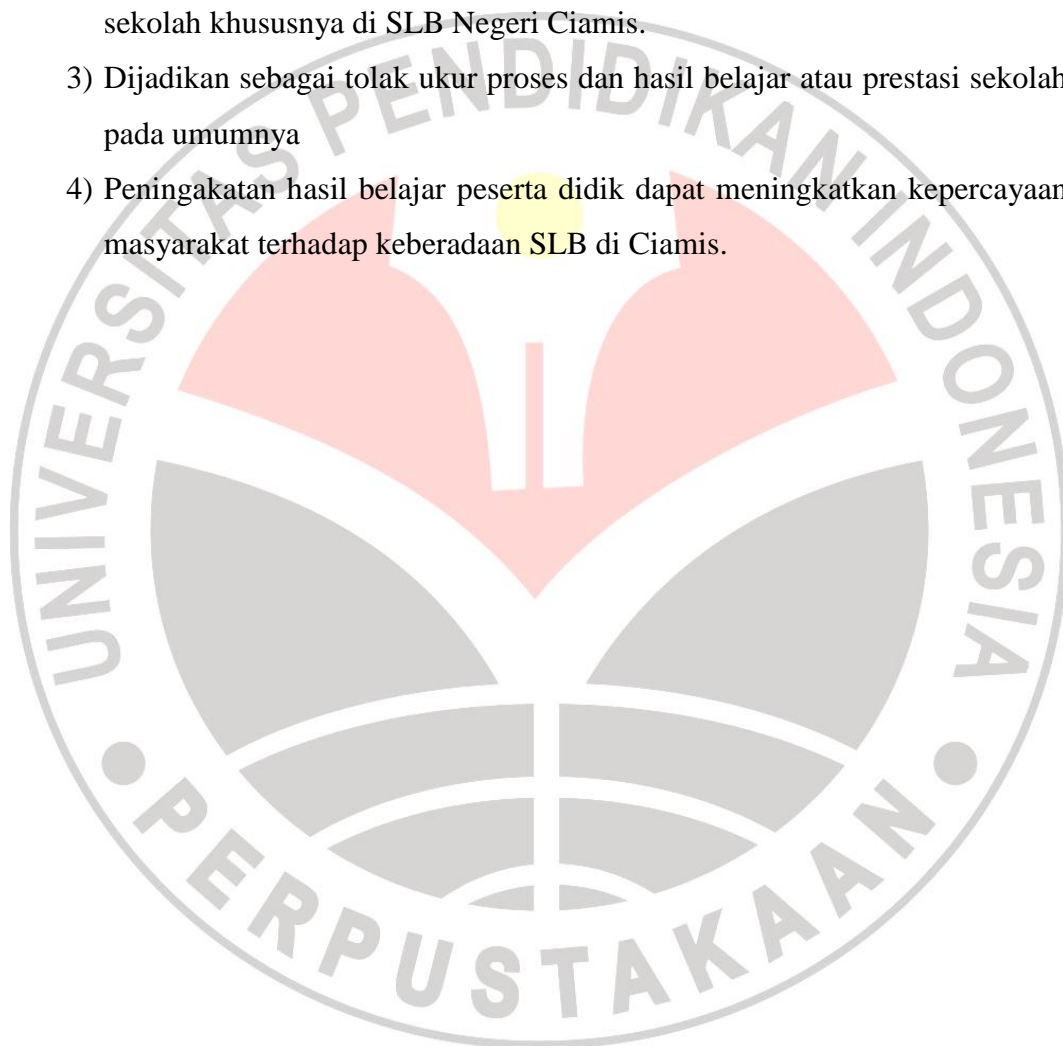 sekolah khususnya di SLB Negeri Ciamis.
3) Dijadikan sebagai tolak ukur proses dan hasil belajar atau prestasi sekolah
pada umumnya
4) Peningakatan hasil belajar peserta didik dapat meningkatkan kepercayaan
masyarakat terhadap keberadaan SLB di Ciamis.
UNIVERSITAS PENDIDIKAN INDONESIA
PERPUSTAKAAN